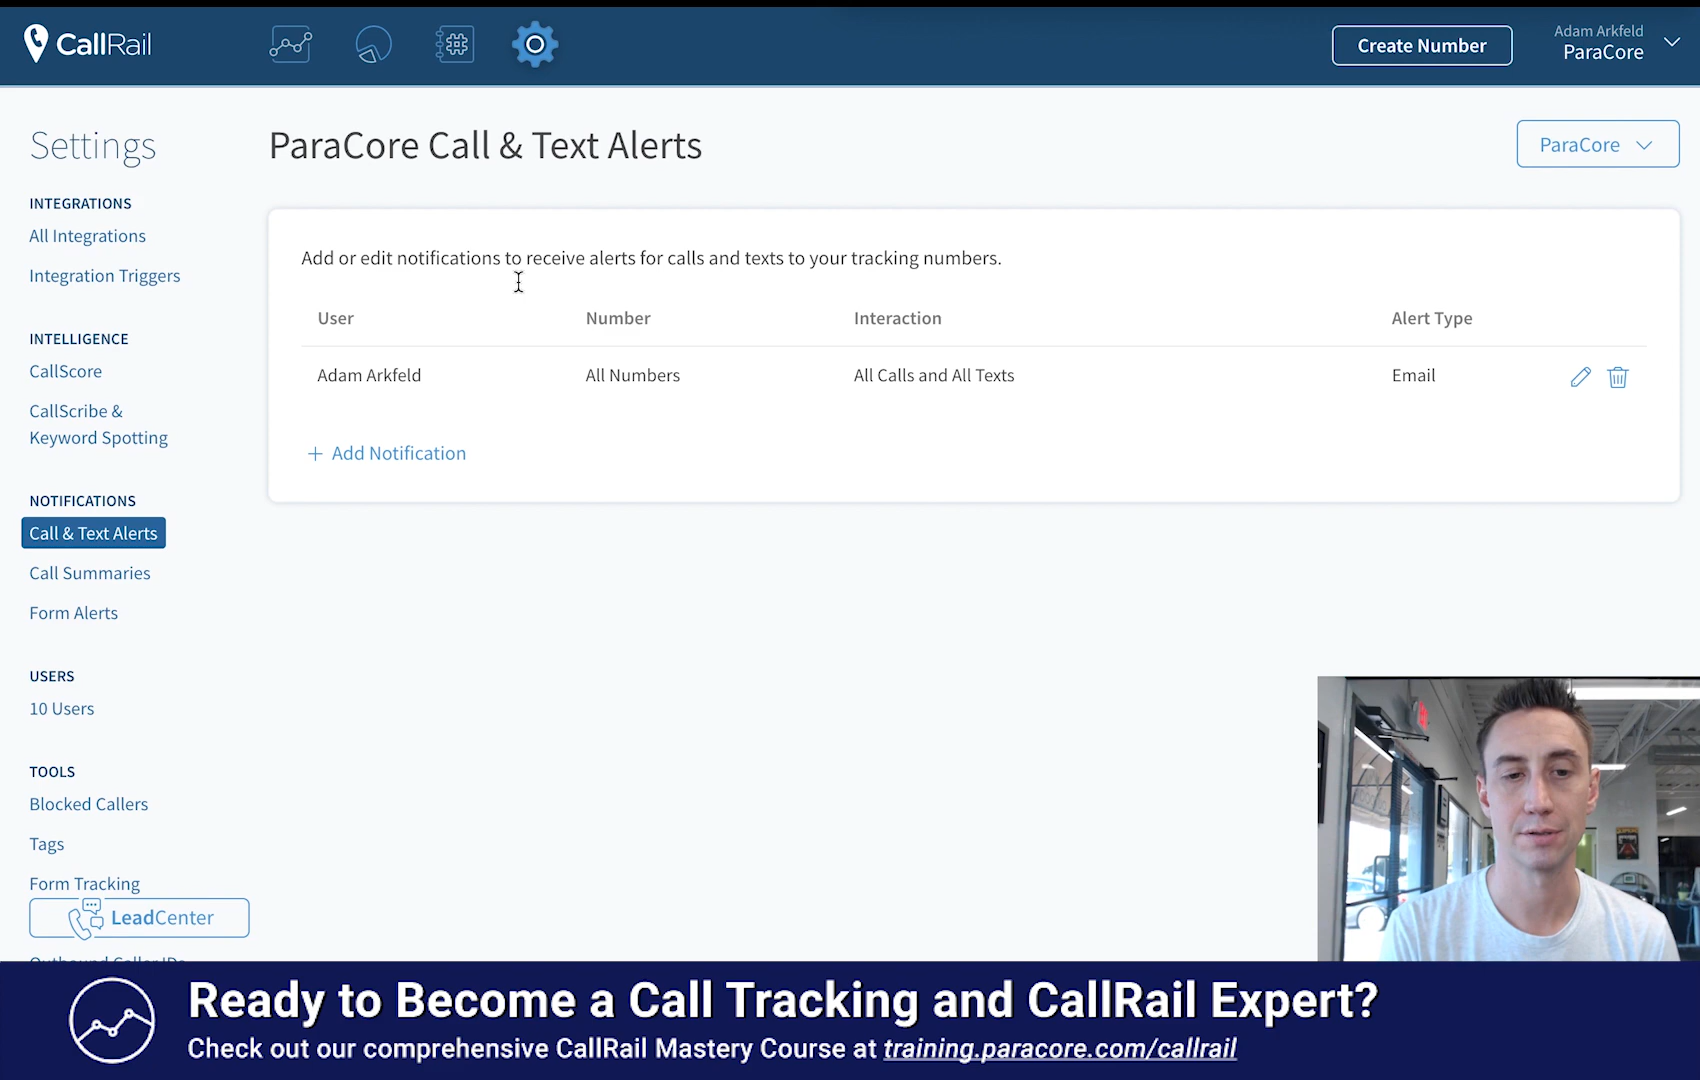 CallRail
Create Number
Adam Arkfeld
ParaCore
Settings
INTEGRATIONS
All Integrations
Integration Triggers
INTELLIGENCE
CallScore
CallScribe &
Keyword Spotting
NOTIFICATIONS
Call & Text Alerts
Call Summaries
Form Alerts
USERS
10 Users
TOOLS
Blocked Callers
Tags
Form Tracking
LeadCenter
Outbound Caller IDs
ParaCore Call & Text Alerts
ParaCore
Add or edit notifications to receive alerts for calls and texts to your tracking numbers.
User Number Interaction Alert Type
Adam Arkfeld All Numbers All Calls and All Texts Email
+ Add Notification
Ready to Become a Call Tracking and CallRail Expert?
Check out our comprehensive CallRail Mastery Course at training.paracore.com/callrail